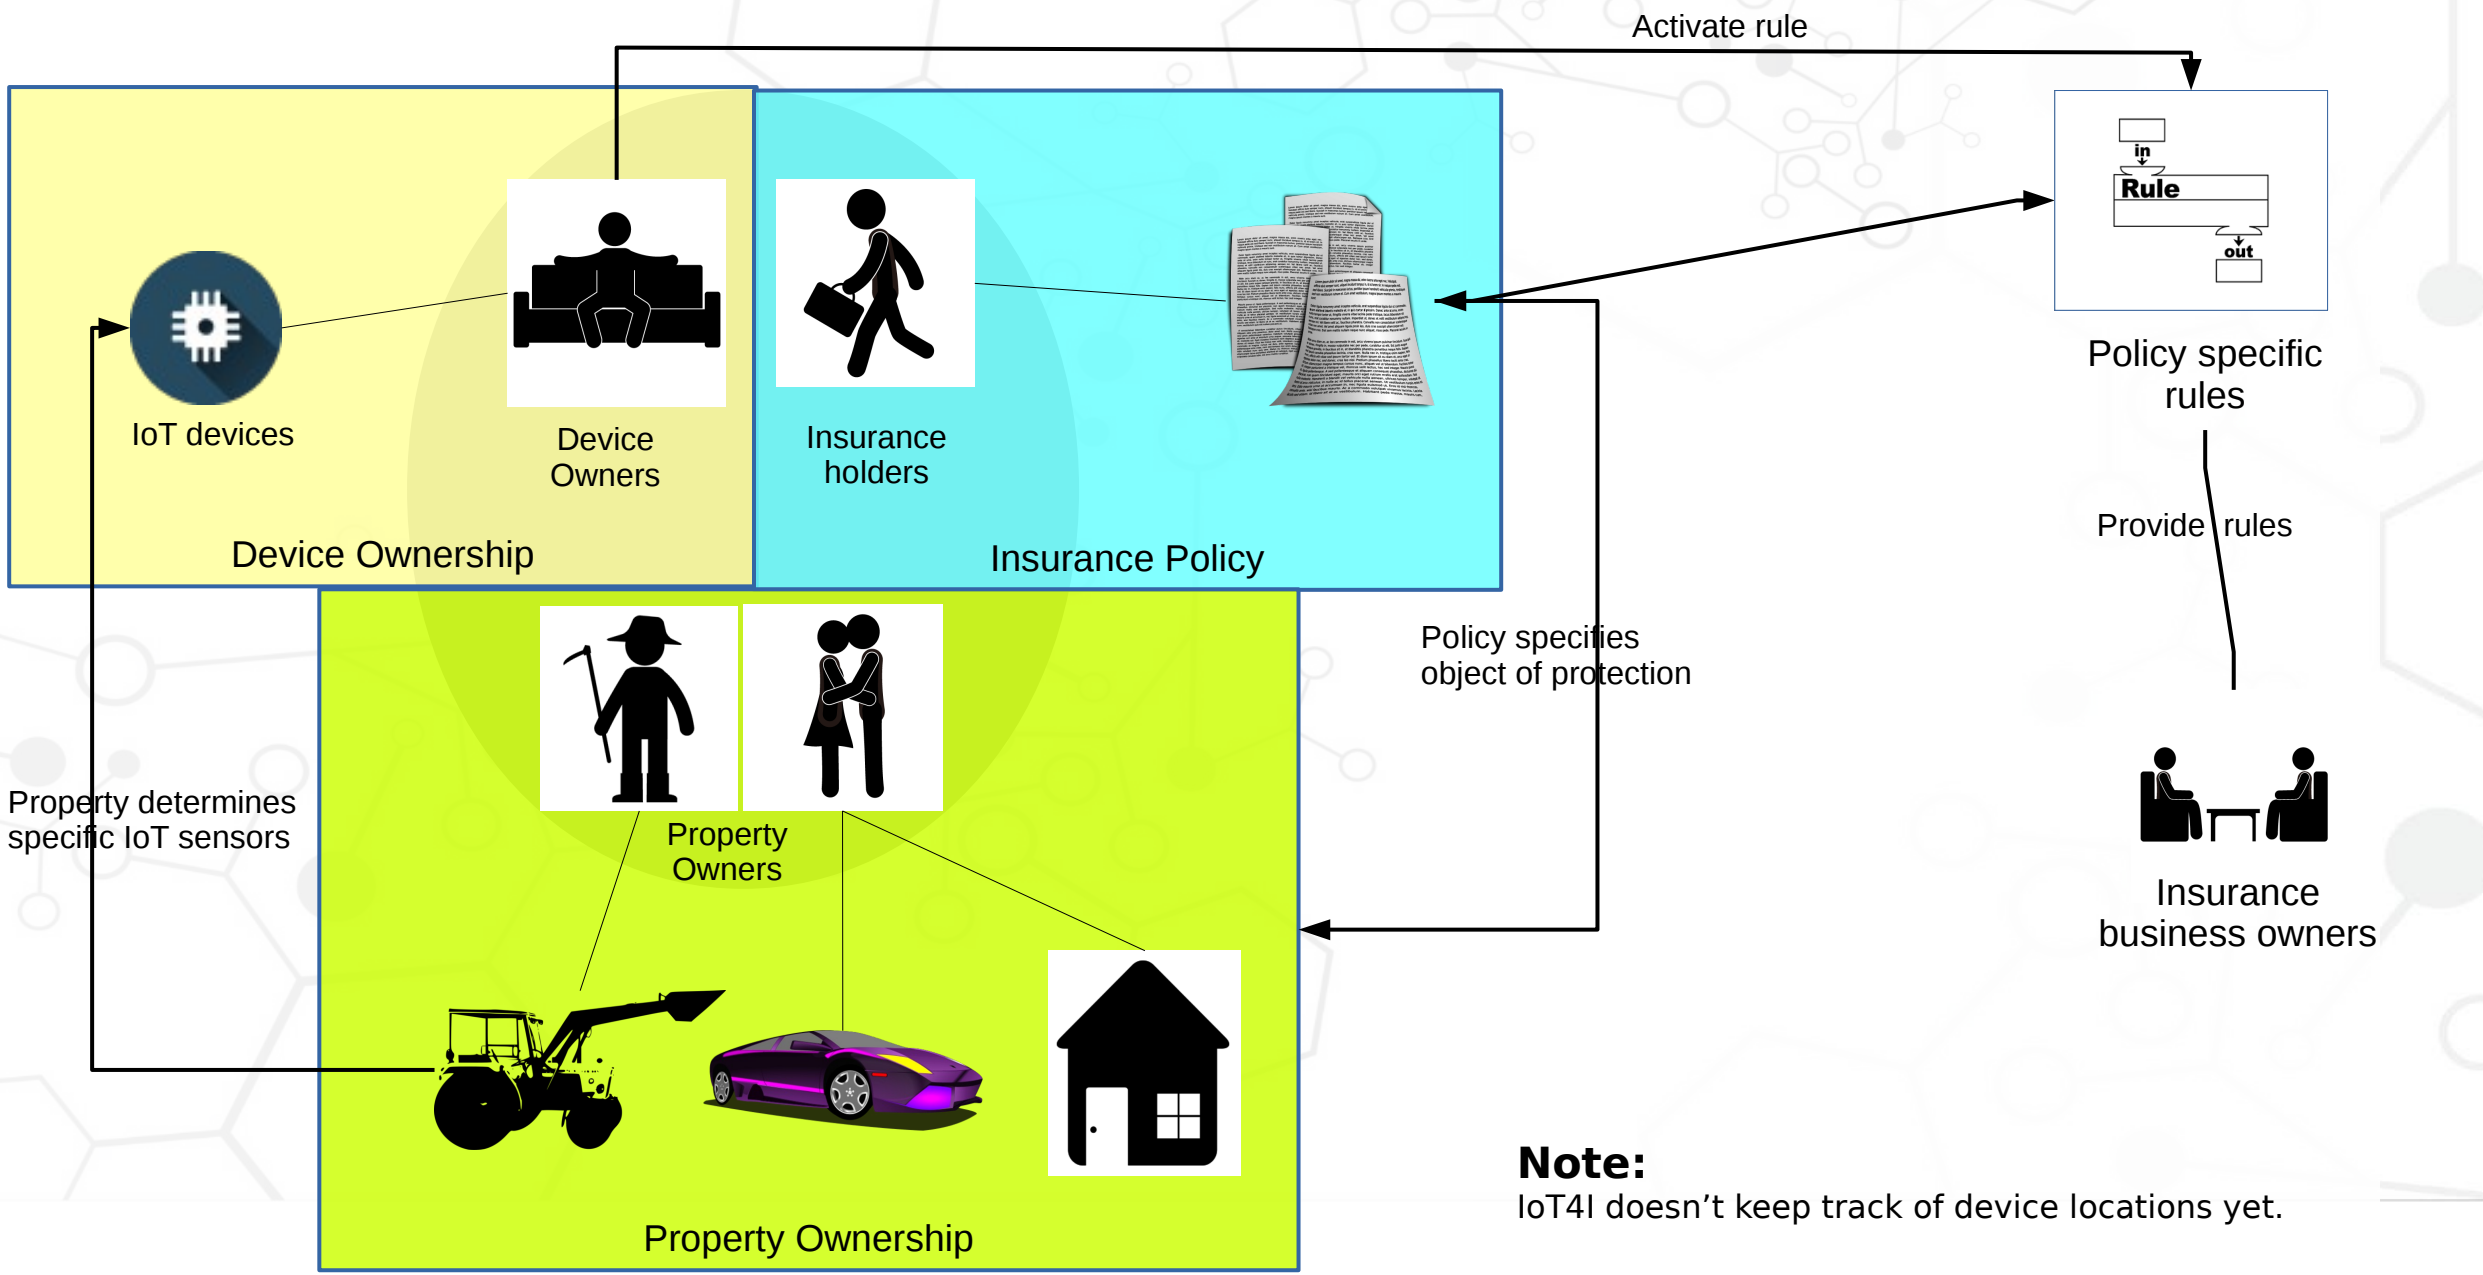 Activate rule
in
Rule
out
Policy specific
rules
IoT devices
Device
Owners
Insurance
holders
Device Ownership
Insurance Policy
Provide rules
Policy specifies
object of protection
Property determines
specific IoT sensors
Property
Owners
Insurance
business owners
Note:
IoT4I doesn’t keep track of device locations yet.
Property Ownership